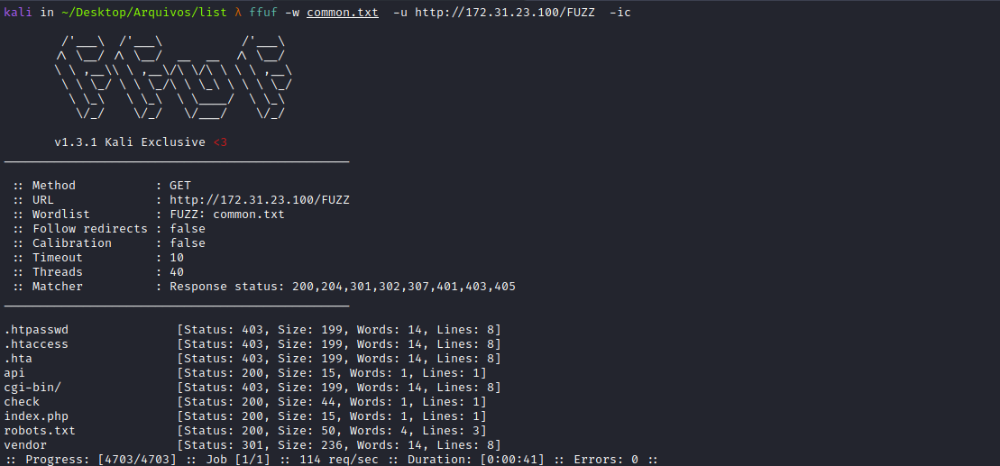 kali in ~/Desktop/Arquivos/list λ ffuf -w common.txt  -u http://172.31.23.100/FUZZ  -ic
        /'___\  /'___\           /'___\
       /\ \__/ /\ \__/  __  __  /\ \__/
       \ \ ,__\\ \ ,__\/\ \/\ \ \ \ ,__\
        \ \ \_/ \ \ \_/\ \ \_\ \ \ \ \_/
         \ \_\   \ \_\  \ \____/  \ \_\
          \/_/    \/_/   \/___/    \/_/
       v1.3.1 Kali Exclusive <3
________________________________________________
 :: Method           : GET
 :: URL              : http://172.31.23.100/FUZZ
 :: Wordlist         : FUZZ: common.txt
 :: Follow redirects : false
 :: Calibration      : false
 :: Timeout          : 10
 :: Threads          : 40
 :: Matcher          : Response status: 200,204,301,302,307,401,403,405
________________________________________________
.htpasswd               [Status: 403, Size: 199, Words: 14, Lines: 8]
.htaccess               [Status: 403, Size: 199, Words: 14, Lines: 8]
.hta                    [Status: 403, Size: 199, Words: 14, Lines: 8]
api                     [Status: 200, Size: 15, Words: 1, Lines: 1]
cgi-bin/                [Status: 403, Size: 199, Words: 14, Lines: 8]
check                   [Status: 200, Size: 44, Words: 1, Lines: 1]
index.php               [Status: 200, Size: 15, Words: 1, Lines: 1]
robots.txt              [Status: 200, Size: 50, Words: 4, Lines: 3]
vendor                  [Status: 301, Size: 236, Words: 14, Lines: 8]
:: Progress: [4703/4703] :: Job [1/1] :: 114 req/sec :: Duration: [0:00:41] :: Errors: 0 ::